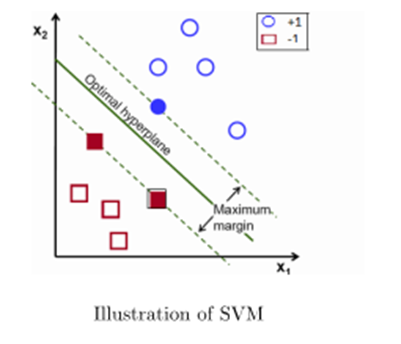 x₂
+1
-1
Optimal hyperplane
Maximum
margin
x₁
Illustration of SVM